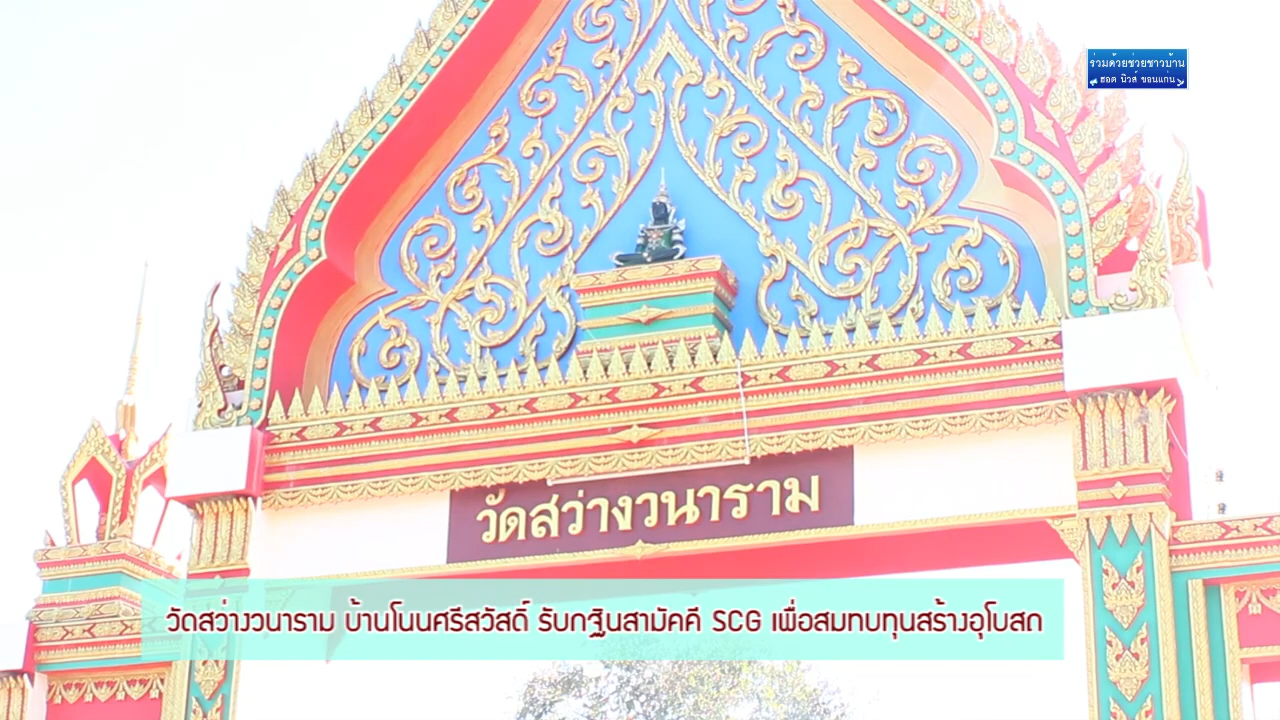 ร่วมด้วยช่วยชาวบ้าน
ฮอต นิวส์ ขอนแก่น
วัดสว่างวนาราม
วัดสว่างวนาราม บ้านโนนศรีสวัสดิ์ รับกฐินสามัคคี SCG เพื่อสมทบทุนสร้างอุโบสถ